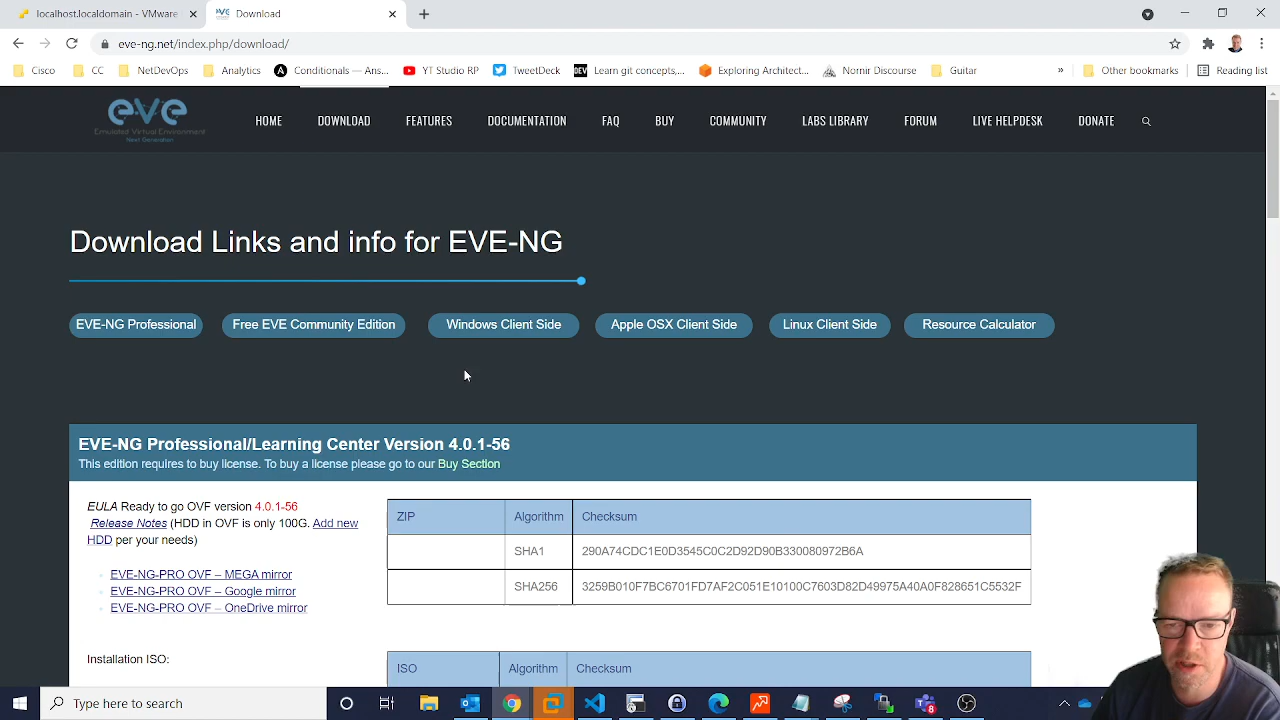 localhost.localdomain - VMware
Download
eve-ng.net/index.php/download/
Cisco
CC
NetDevOps
Analytics
Conditionals — Ans...
YT Studio RP
TweetDeck
DEV
Learn git concepts,...
Exploring Architect...
Nornir Discourse
Guitar
»
Other bookmarks
Reading list
eve
Emulated Virtual Environment
Next Generation
HOME
DOWNLOAD
FEATURES
DOCUMENTATION
FAQ
BUY
COMMUNITY
LABS LIBRARY
FORUM
LIVE HELPDESK
DONATE
Download Links and info for EVE-NG
EVE-NG Professional
Free EVE Community Edition
Windows Client Side
Apple OSX Client Side
Linux Client Side
Resource Calculator
EVE-NG Professional/Learning Center Version 4.0.1-56
This edition requires to buy license. To buy a license please go to our Buy Section
EULA Ready to go OVF version 4.0.1-56
Release Notes (HDD in OVF is only 100G. Add new
HDD per your needs)
EVE-NG-PRO OVF – MEGA mirror
EVE-NG-PRO OVF – Google mirror
EVE-NG-PRO OVF – OneDrive mirror
ZIP Algorithm Checksum
SHA1 290A74CDC1E0D3545C0C2D92D90B330080972B6A
SHA256 3259B010F7BC6701FD7AF2C051E10100C7603D82D49975A40A0F828651C5532F
Installation ISO:
ISO Algorithm Checksum
Type here to search